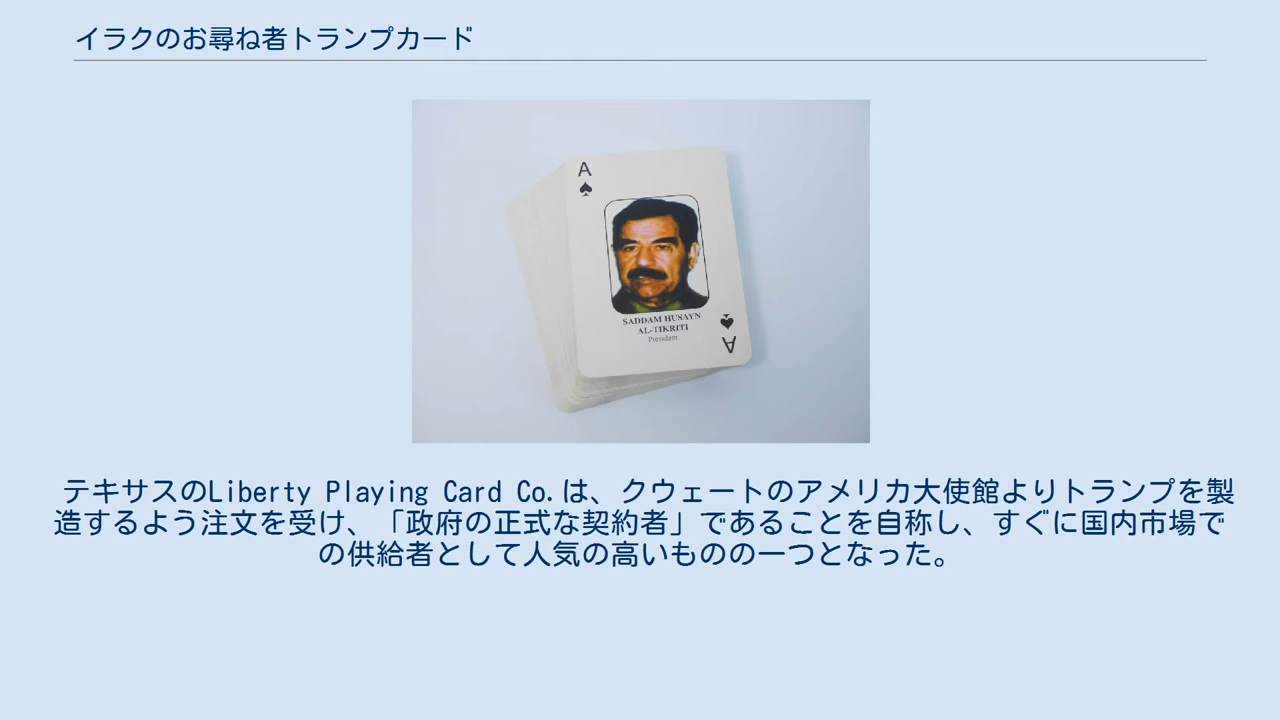 イラクのお尋ね者トランプカード
A
SADDAM HUSAYN
AL-TIKRITI
President
A
テキサスのLiberty Playing Card Co.は、クウェートのアメリカ大使館よりトランプを製
造するよう注文を受け、「政府の正式な契約者」であることを自称し、すぐに国内市場で
の供給者として人気の高いものの一つとなった。